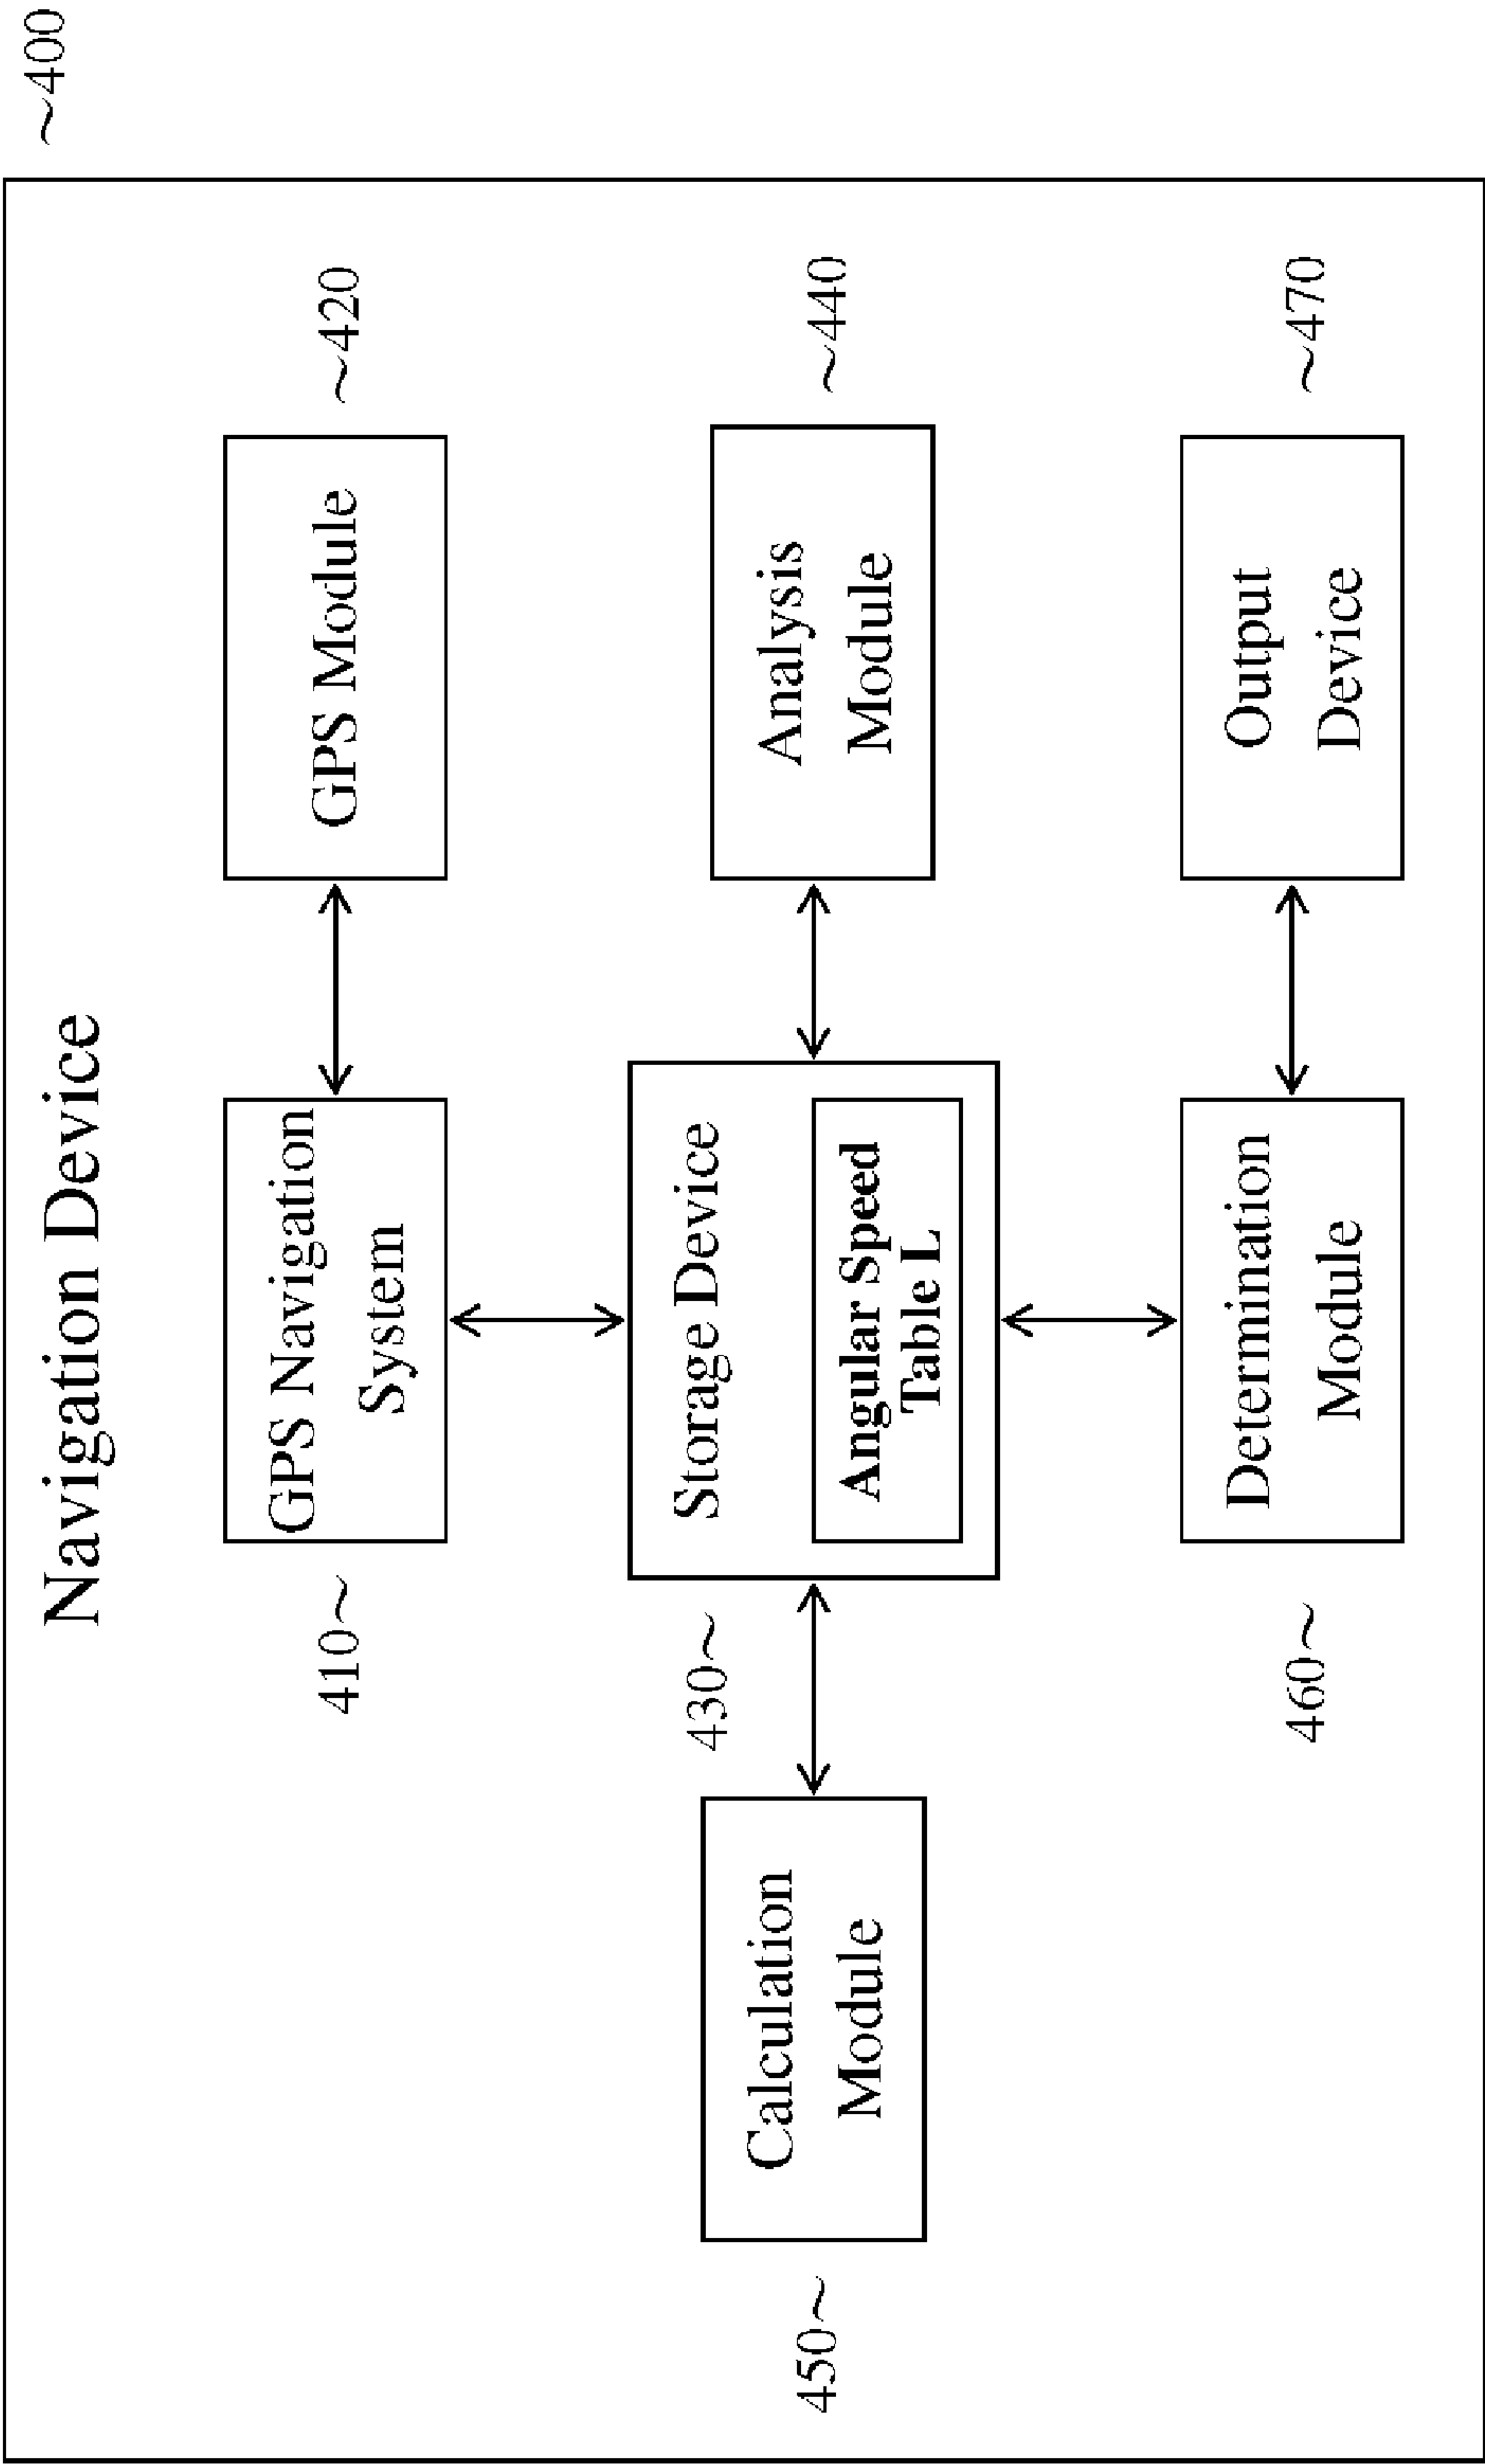 ~400
Navigation Device
GPS Navigation
System
410~
GPS Module
~420
Storage Device
430~
Angular Speed
Table L
Analysis
Module
~440
Calculation
Module
450~
Determination
Module
460~
Output
Device
~470